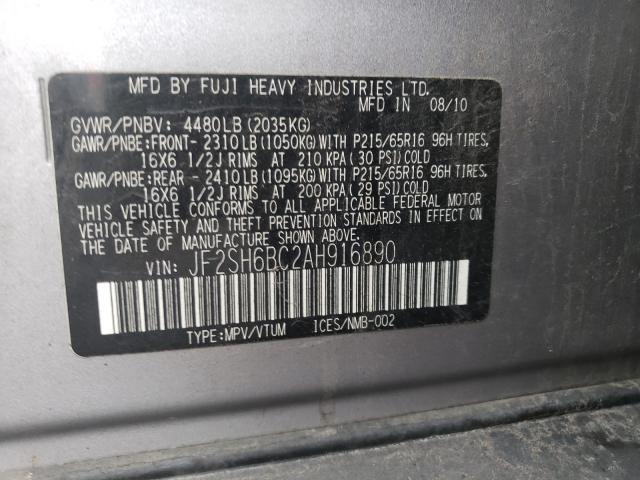 MFD BY FUJI HEAVY INDUSTRIES LTD.
MFD IN 08/10
GVWR/PNBV: 4480LB (2035KG)
GAWR/PNBE:FRONT- 2310LB(1050KG)WITH P215/65R16 96H TIRES.
16X6 1/2J RIMS AT 210 KPA(30 PSI)COLD
GAWR/PNBE:REAR - 2410LB(1095KG)WITH P215/65R16 96H TIRES.
16X6 1/2J RIMS AT 200 KPA(29 PSI)COLD
THIS VEHICLE CONFORMS TO ALL APPLICABLE FEDERAL MOTOR
VEHICLE SAFETY AND THEFT PREVENTION STANDARDS IN EFFECT ON
THE DATE OF MANUFACTURE SHOWN ABOVE.
VIN: JF2SH6BC2AH916890
TYPE:MPV/VTUM ICES/NMB-002